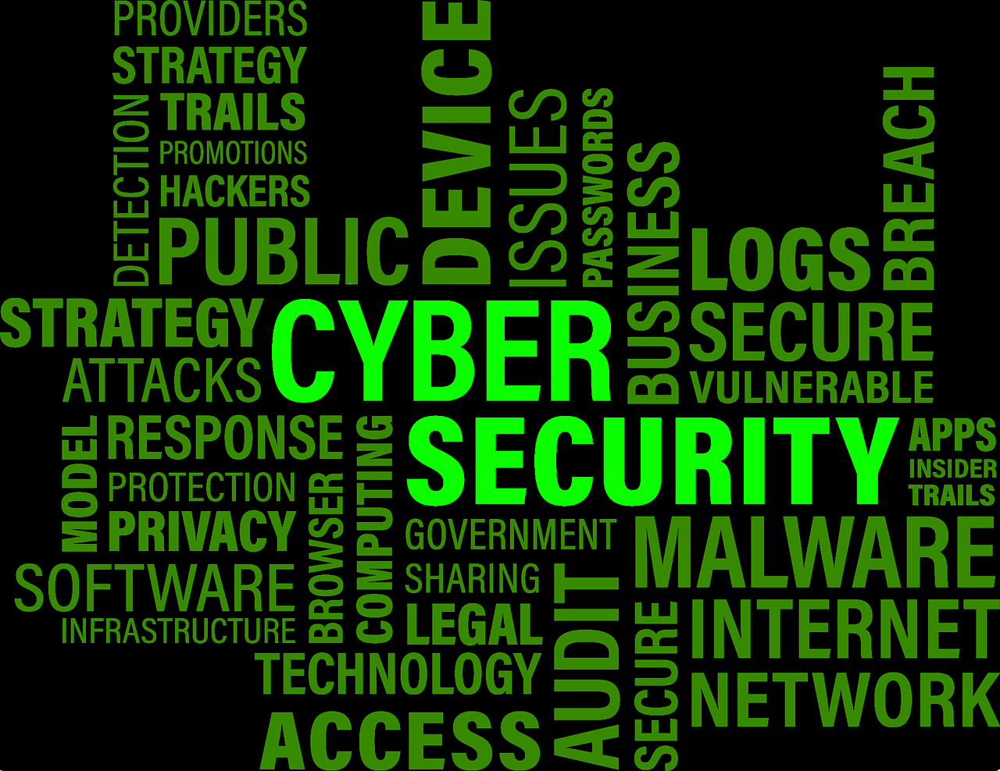 PROVIDERS
STRATEGY
DETECTION
TRAILS
PROMOTIONS
HACKERS
PUBLIC
DEVICE
ISSUES
PASSWORDS
BUSINESS
LOGS
BREACH
STRATEGY
CYBER
SECURE
ATTACKS
VULNERABLE
MODEL
RESPONSE
PROTECTION
PRIVACY
BROWSER
COMPUTING
SECURITY
APPS
INSIDER
TRAILS
SOFTWARE
INFRASTRUCTURE
GOVERNMENT
SHARING
LEGAL
MALWARE
AUDIT
SECURE
INTERNET
NETWORK
TECHNOLOGY
ACCESS